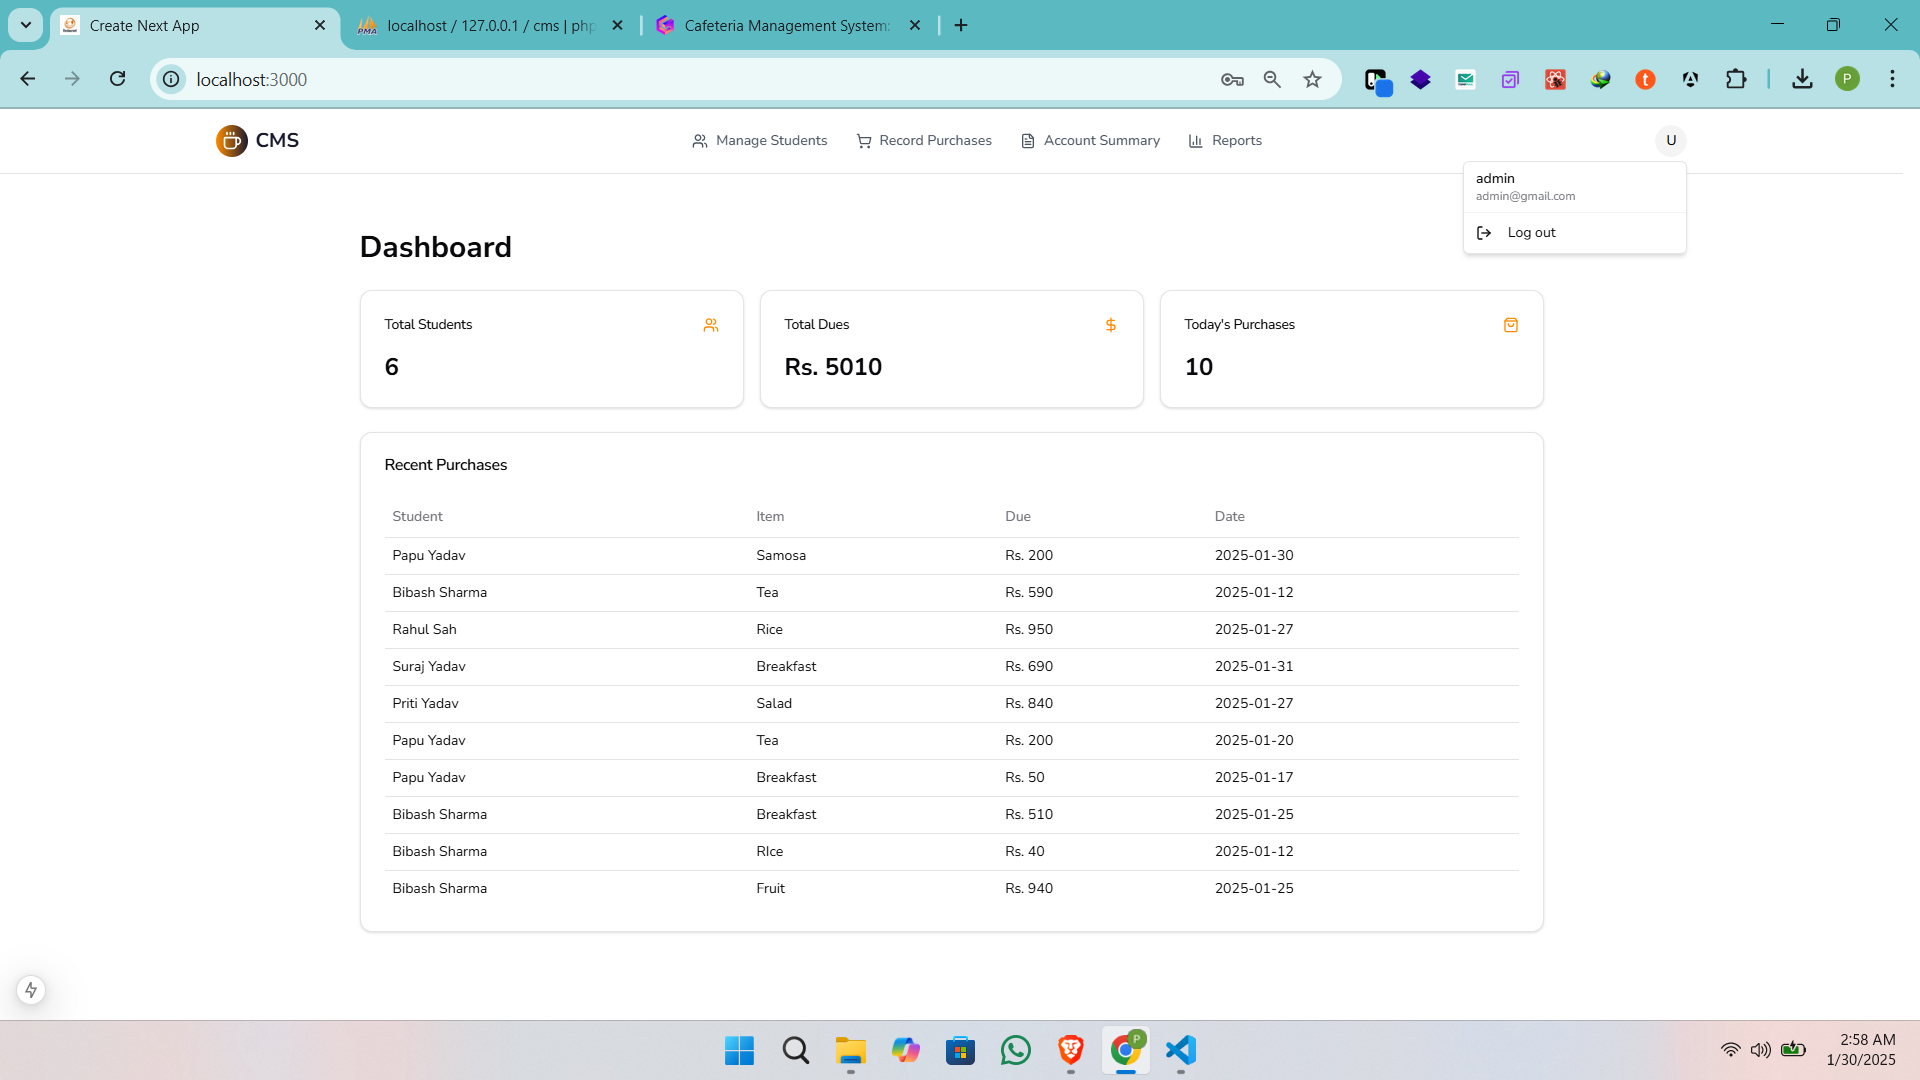 Create Next App
localhost / 127.0.0.1 / cms | php
Cafeteria Management System:
localhost:3000
P
CMS
Manage Students
Record Purchases
Account Summary
Reports
U
admin
admin@gmail.com
Log out
Dashboard
Total Students
6
Total Dues
$
Rs. 5010
Today's Purchases
10
Recent Purchases
Student Item Due Date
Papu Yadav Samosa Rs. 200 2025-01-30
Bibash Sharma Tea Rs. 590 2025-01-12
Rahul Sah Rice Rs. 950 2025-01-27
Suraj Yadav Breakfast Rs. 690 2025-01-31
Priti Yadav Salad Rs. 840 2025-01-27
Papu Yadav Tea Rs. 200 2025-01-20
Papu Yadav Breakfast Rs. 50 2025-01-17
Bibash Sharma Breakfast Rs. 510 2025-01-25
Bibash Sharma RIce Rs. 40 2025-01-12
Bibash Sharma Fruit Rs. 940 2025-01-25
P
2:58 AM
1/30/2025